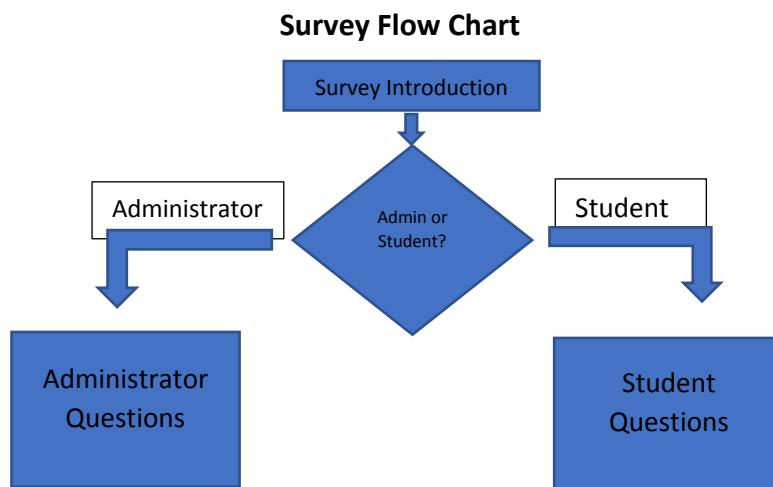 Survey Flow Chart
Survey Introduction
Admin or
Student?
Administrator
Student
Administrator
Questions
Student
Questions